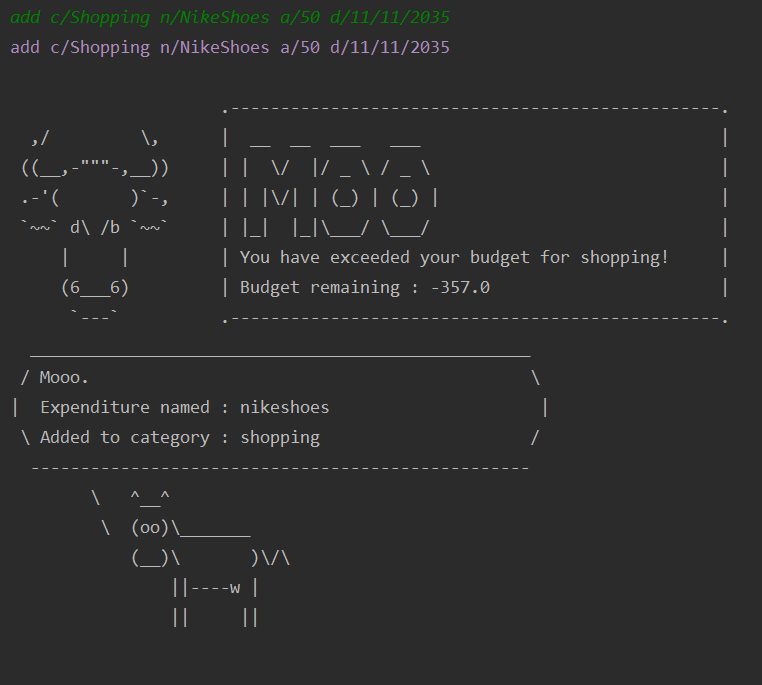 add c/Shopping n/NikeShoes a/50 d/11/11/2035
add c/Shopping n/NikeShoes a/50 d/11/11/2035
MOO
You have exceeded your budget for shopping!
Budget remaining : -357.0
Mooo.
Expenditure named : nikeshoes
Added to category : shopping